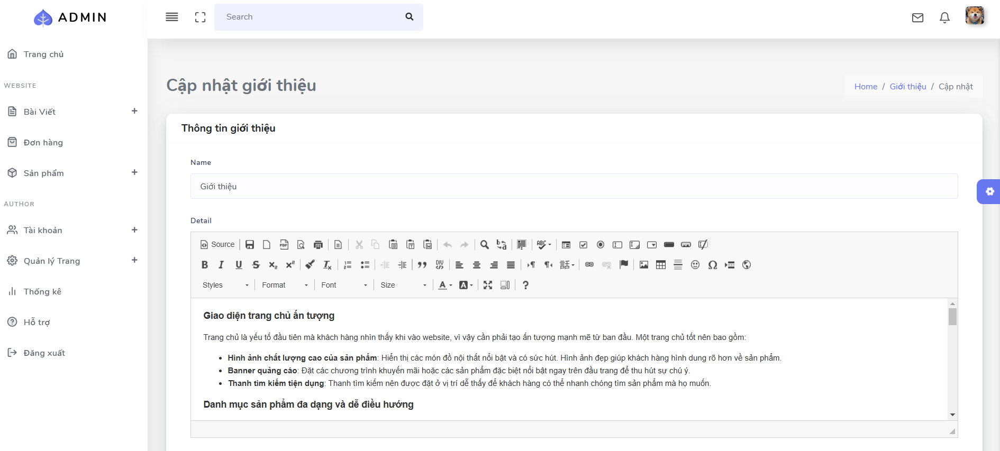 ADMIN
Search
Trang chủ
WEBSITE
Bài Viết
Đơn hàng
Sản phẩm
AUTHOR
Tài khoản
Quản lý Trang
Thống kê
Hỗ trợ
Đăng xuất
Cập nhật giới thiệu
Home / Giới thiệu / Cập nhật
Thông tin giới thiệu
Name
Giới thiệu
Detail
Source
Styles Format Font Size
Giao diện trang chủ ấn tượng
Trang chủ là yếu tố đầu tiên mà khách hàng nhìn thấy khi vào website, vì vậy cần phải tạo ấn tượng mạnh mẽ từ ban đầu. Một trang chủ tốt nên bao gồm:
• Hình ảnh chất lượng cao của sản phẩm: Hiển thị các món đồ nội thất nổi bật và có sức hút. Hình ảnh đẹp giúp khách hàng hình dung rõ hơn về sản phẩm.
• Banner quảng cáo: Đặt các chương trình khuyến mãi hoặc các sản phẩm đặc biệt nổi bật ngay trên đầu trang để thu hút sự chú ý.
• Thanh tìm kiếm tiện dụng: Thanh tìm kiếm nên được đặt ở vị trí dễ thấy để khách hàng có thể nhanh chóng tìm sản phẩm mà họ muốn.
Danh mục sản phẩm đa dạng và dễ điều hướng